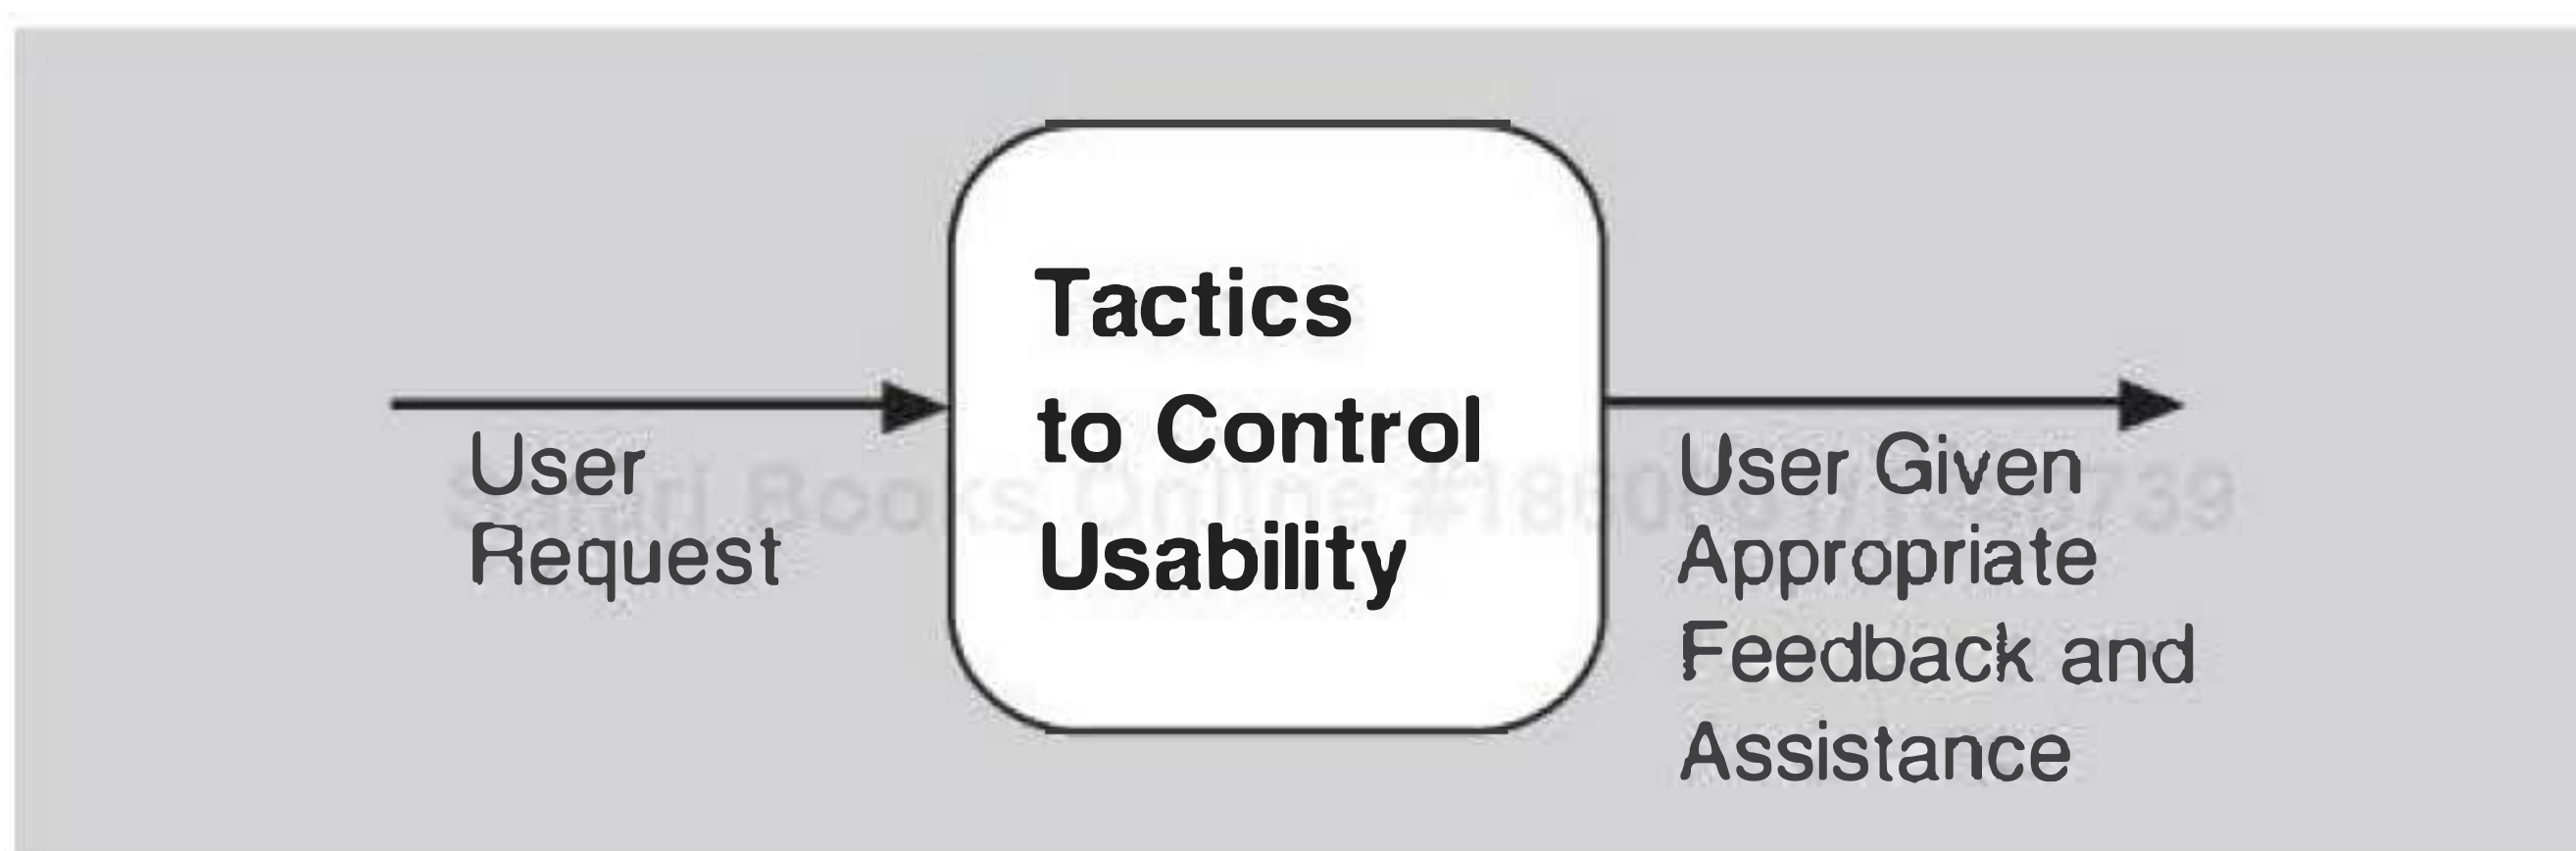 User
Request
Tactics
to Control
Usability
User Given
Appropriate
Feedback and
Assistance